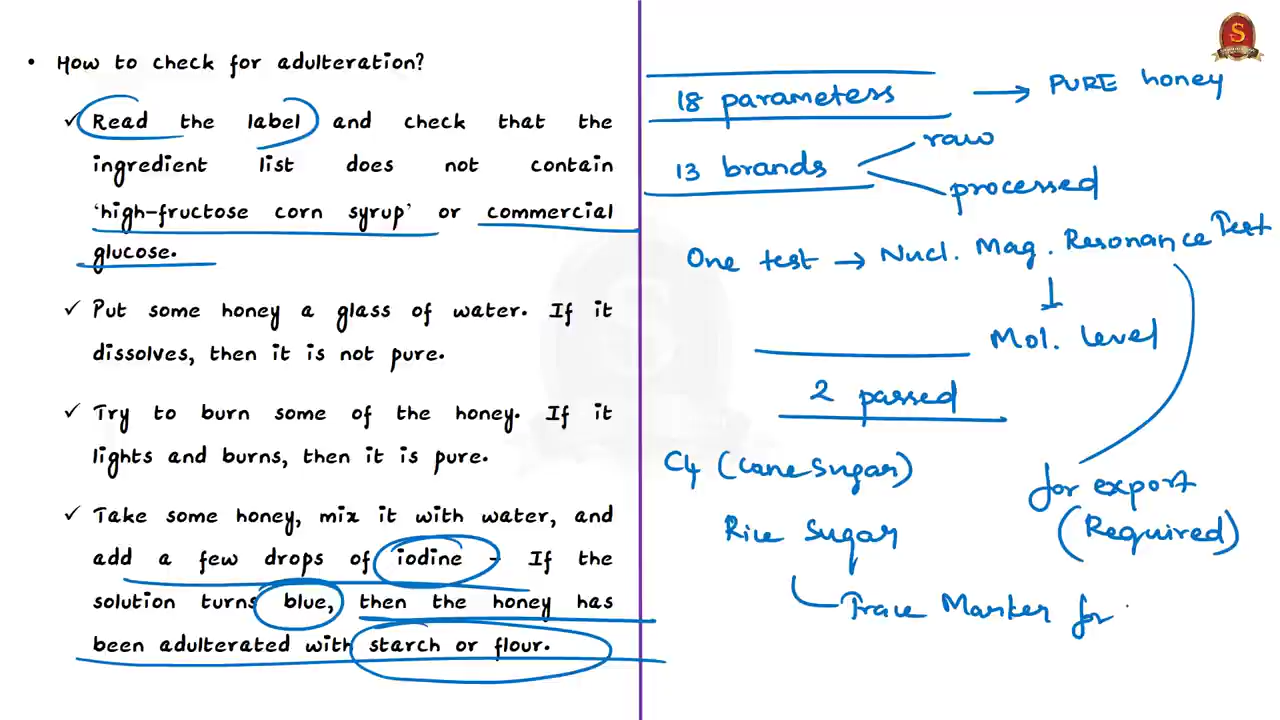 • How to check for adulteration?
✓ Read the label and check that the
ingredient list does not contain
‘high-fructose corn syrup’ or commercial
glucose.
✓ Put some honey a glass of water. If it
dissolves, then it is not pure.
✓ Try to burn some of the honey. If it
lights and burns, then it is pure.
✓ Take some honey, mix it with water, and
add a few drops of iodine - If the
solution turns blue, then the honey has
been adulterated with starch or flour.
S
18 parameters → PURE honey
13 brands
raw
processed
One test → Nucl. Mag. Resonance Test
Mol. level
2 passed
C4 (Cane Sugar)
for export
(Required)
Rice Sugar
Trace Marker for